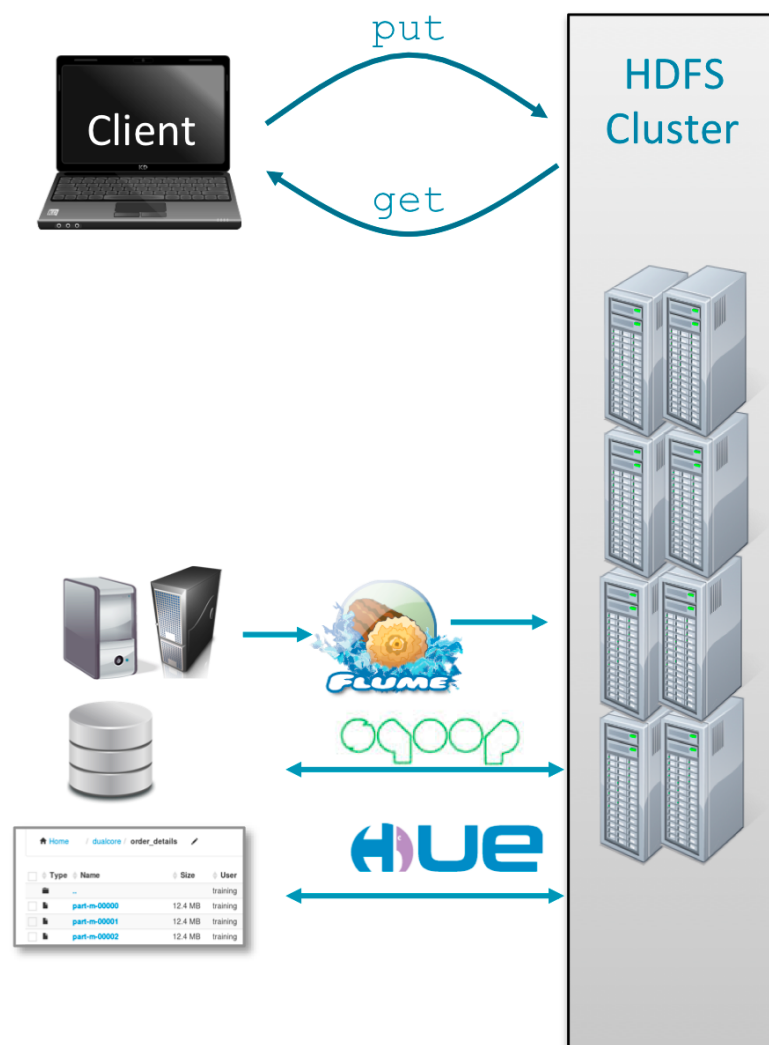 put
HDFS
Cluster
Client
get
FLUME
sqoop
HUE
Home / dualcore / order_details
Type Name Size User
.. training
part-m-00000 12.4 MB training
part-m-00001 12.4 MB training
part-m-00002 12.4 MB training